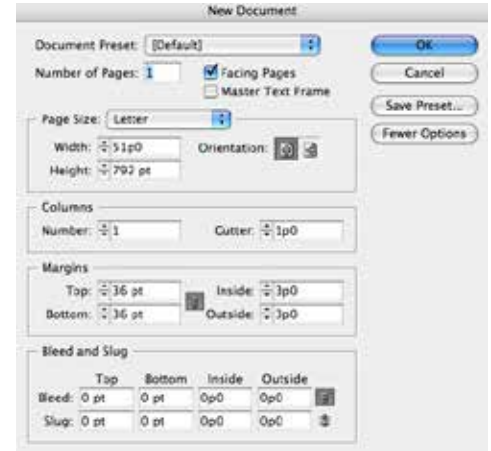 New Document
Document Preset: [Default] OK
Number of Pages: 1 Facing Pages Cancel
Master Text Frame
Save Preset...
Page Size: Letter
Fewer Options
Width: 51p0 Orientation:
Height: 792 pt
Columns
Number: 1 Gutter: 1p0
Margins
Top: 36 pt Inside: 3p0
Bottom: 36 pt Outside: 3p0
Bleed and Slug
Top Bottom Inside Outside
Bleed: 0 pt 0 pt 0p0 0p0
Slug: 0 pt 0 pt 0p0 0p0